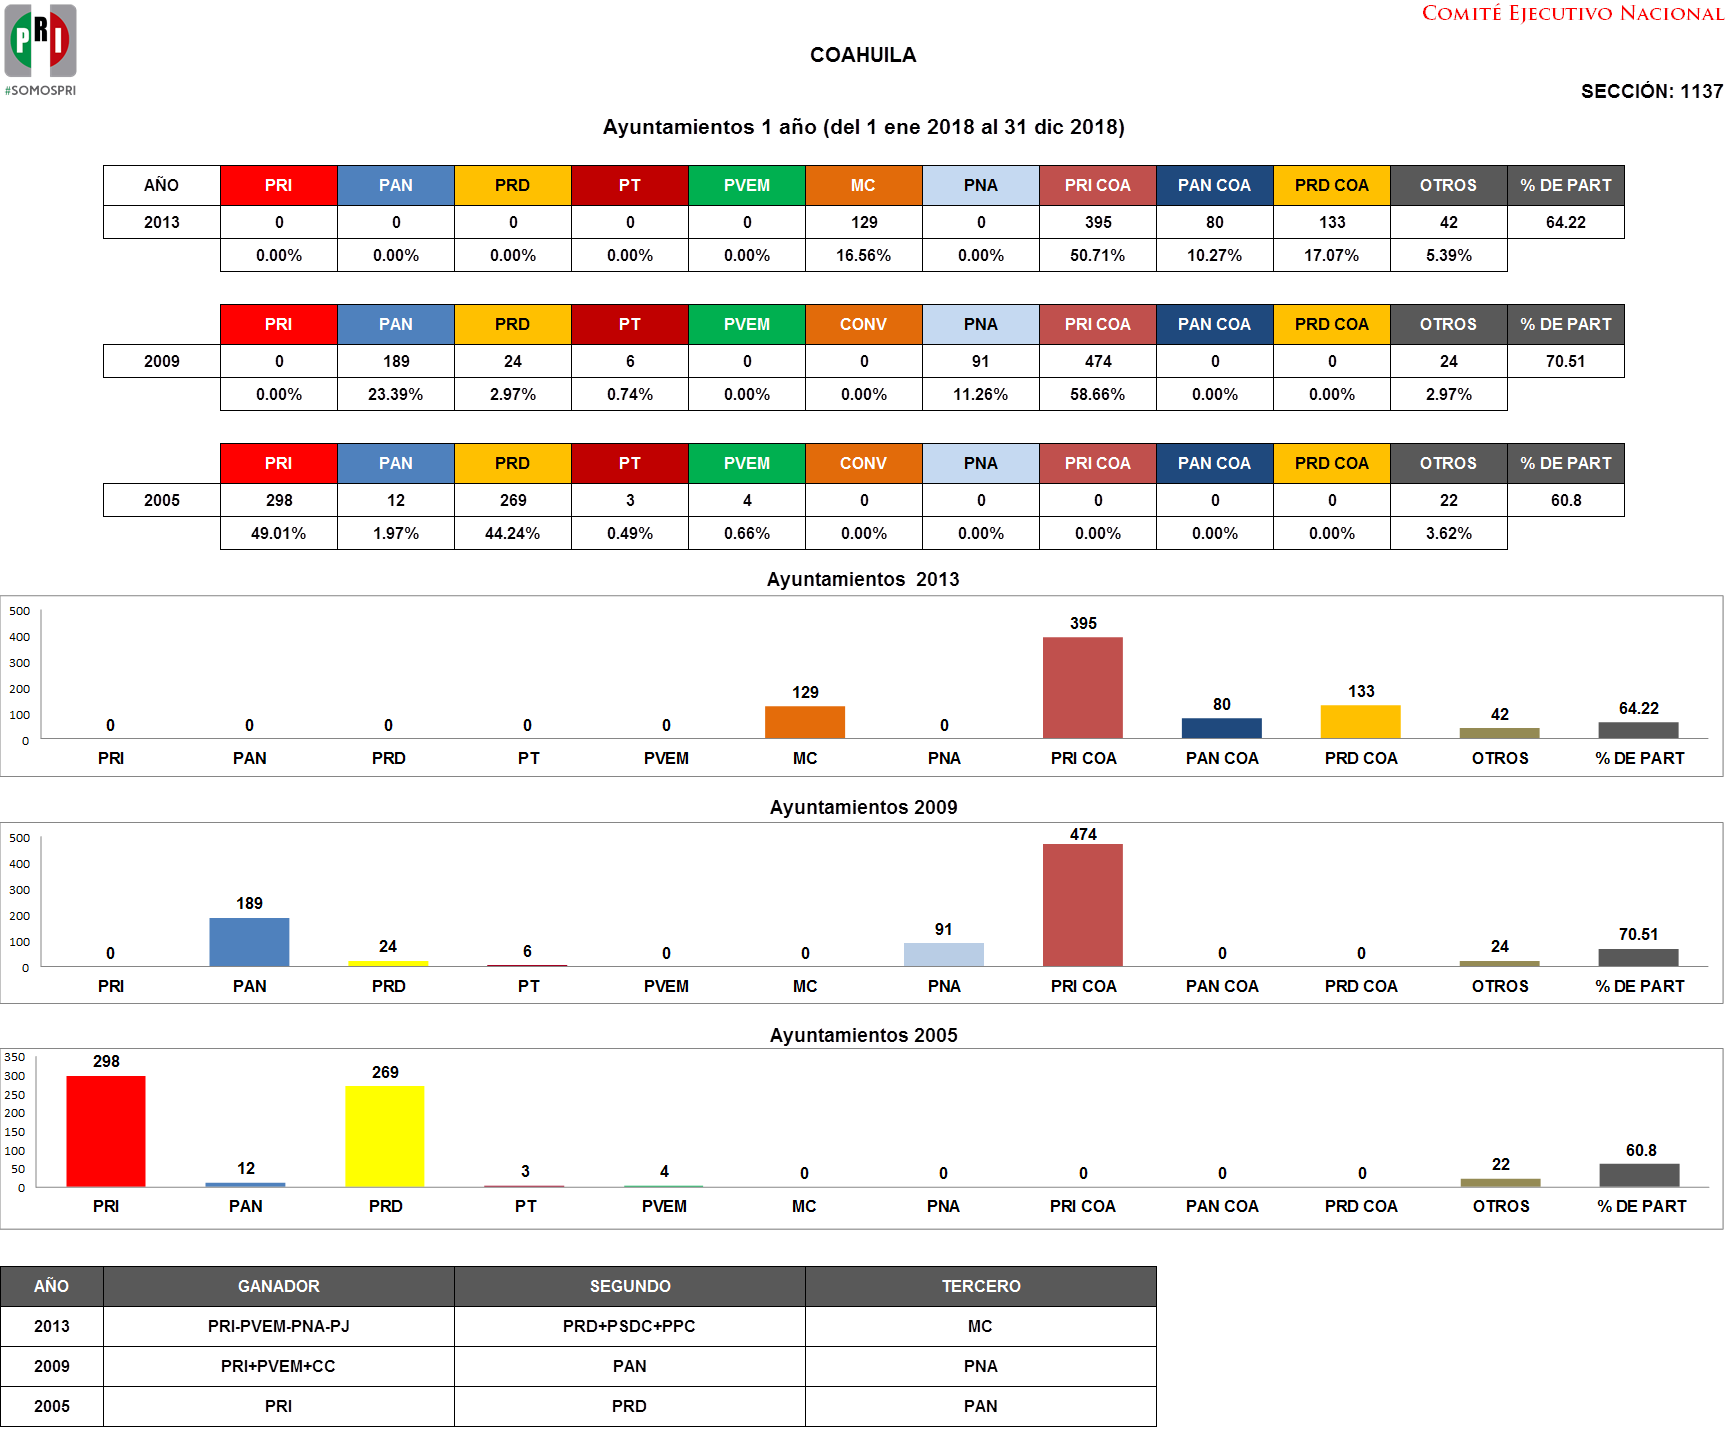 PRI
#SOMOSPRI
COMITÉ EJECUTIVO NACIONAL
COAHUILA
SECCIÓN: 1137
Ayuntamientos 1 año (del 1 ene 2018 al 31 dic 2018)
AÑO PRI PAN PRD PT PVEM MC PNA PRI COA PAN COA PRD COA OTROS % DE PART
2013 0 0 0 0 0 129 0 395 80 133 42 64.22
0.00% 0.00% 0.00% 0.00% 0.00% 16.56% 0.00% 50.71% 10.27% 17.07% 5.39%
PRI PAN PRD PT PVEM CONV PNA PRI COA PAN COA PRD COA OTROS % DE PART
2009 0 189 24 6 0 0 91 474 0 0 24 70.51
0.00% 23.39% 2.97% 0.74% 0.00% 0.00% 11.26% 58.66% 0.00% 0.00% 2.97%
PRI PAN PRD PT PVEM CONV PNA PRI COA PAN COA PRD COA OTROS % DE PART
2005 298 12 269 3 4 0 0 0 0 0 22 60.8
49.01% 1.97% 44.24% 0.49% 0.66% 0.00% 0.00% 0.00% 0.00% 0.00% 3.62%
Ayuntamientos 2013
500
400
300
200
100
0
0 0 0 0 0 129 0 395 80 133 42 64.22
PRI PAN PRD PT PVEM MC PNA PRI COA PAN COA PRD COA OTROS % DE PART
Ayuntamientos 2009
500
400
300
200
100
0
0 189 24 6 0 0 91 474 0 0 24 70.51
PRI PAN PRD PT PVEM MC PNA PRI COA PAN COA PRD COA OTROS % DE PART
Ayuntamientos 2005
350
300
250
200
150
100
50
0
298 12 269 3 4 0 0 0 0 0 22 60.8
PRI PAN PRD PT PVEM MC PNA PRI COA PAN COA PRD COA OTROS % DE PART
AÑO GANADOR SEGUNDO TERCERO
2013 PRI-PVEM-PNA-PJ PRD+PSDC+PPC MC
2009 PRI+PVEM+CC PAN PNA
2005 PRI PRD PAN